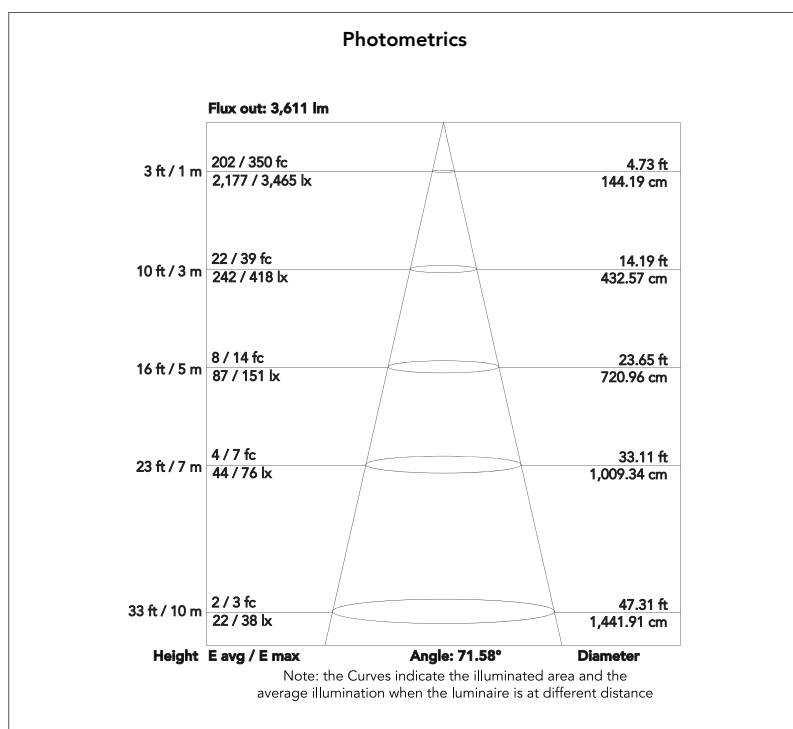 Photometrics
Flux out: 3,611 lm
3 ft / 1 m
202 / 350 fc
2,177 / 3,465 lx
4.73 ft
144.19 cm
10 ft / 3 m
22 / 39 fc
242 / 418 lx
14.19 ft
432.57 cm
16 ft / 5 m
8 / 14 fc
87 / 151 lx
23.65 ft
720.96 cm
23 ft / 7 m
4 / 7 fc
44 / 76 lx
33.11 ft
1,009.34 cm
33 ft / 10 m
2 / 3 fc
22 / 38 lx
47.31 ft
1,441.91 cm
Height E avg / E max Angle: 71.58° Diameter
Note: the Curves indicate the illuminated area and the
average illumination when the luminaire is at different distance